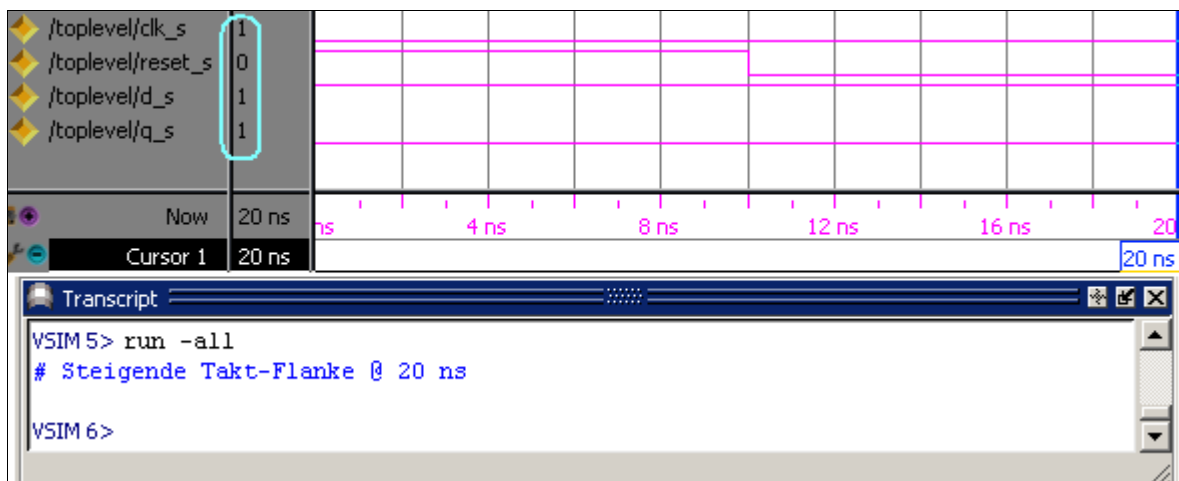 /toplevel/clk_s 1
/toplevel/reset_s 0
/toplevel/d_s 1
/toplevel/q_s 1
Now 20 ns ns 4 ns 8 ns 12 ns 16 ns 20
Cursor 1 20 ns 20 ns
Transcript
VSIM 5> run -all
# Steigende Takt-Flanke @ 20 ns
VSIM 6>